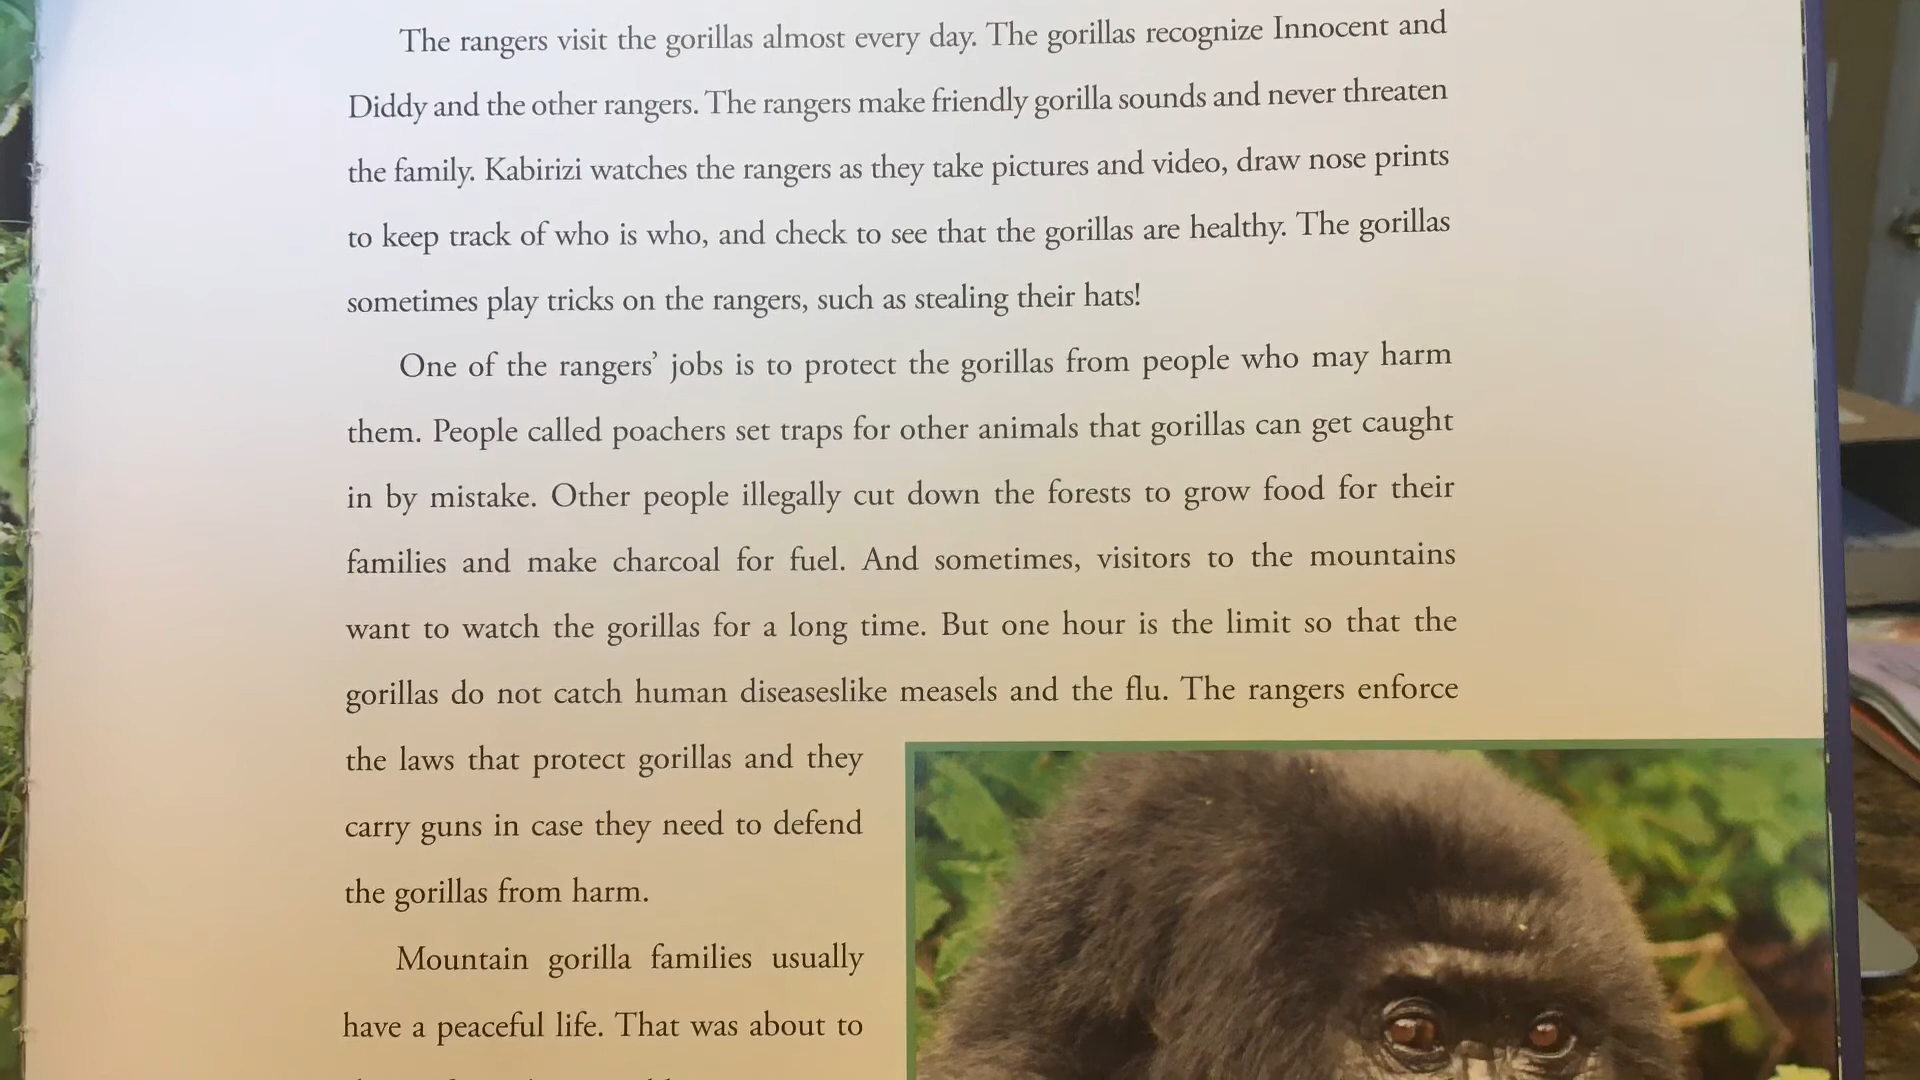 The rangers visit the gorillas almost every day. The gorillas recognize Innocent and
Diddy and the other rangers. The rangers make friendly gorilla sounds and never threaten
the family. Kabirizi watches the rangers as they take pictures and video, draw nose prints
to keep track of who is who, and check to see that the gorillas are healthy. The gorillas
sometimes play tricks on the rangers, such as stealing their hats!
One of the rangers’ jobs is to protect the gorillas from people who may harm
them. People called poachers set traps for other animals that gorillas can get caught
in by mistake. Other people illegally cut down the forests to grow food for their
families and make charcoal for fuel. And sometimes, visitors to the mountains
want to watch the gorillas for a long time. But one hour is the limit so that the
gorillas do not catch human diseaseslike measels and the flu. The rangers enforce
the laws that protect gorillas and they
carry guns in case they need to defend
the gorillas from harm.
Mountain gorilla families usually
have a peaceful life. That was about to